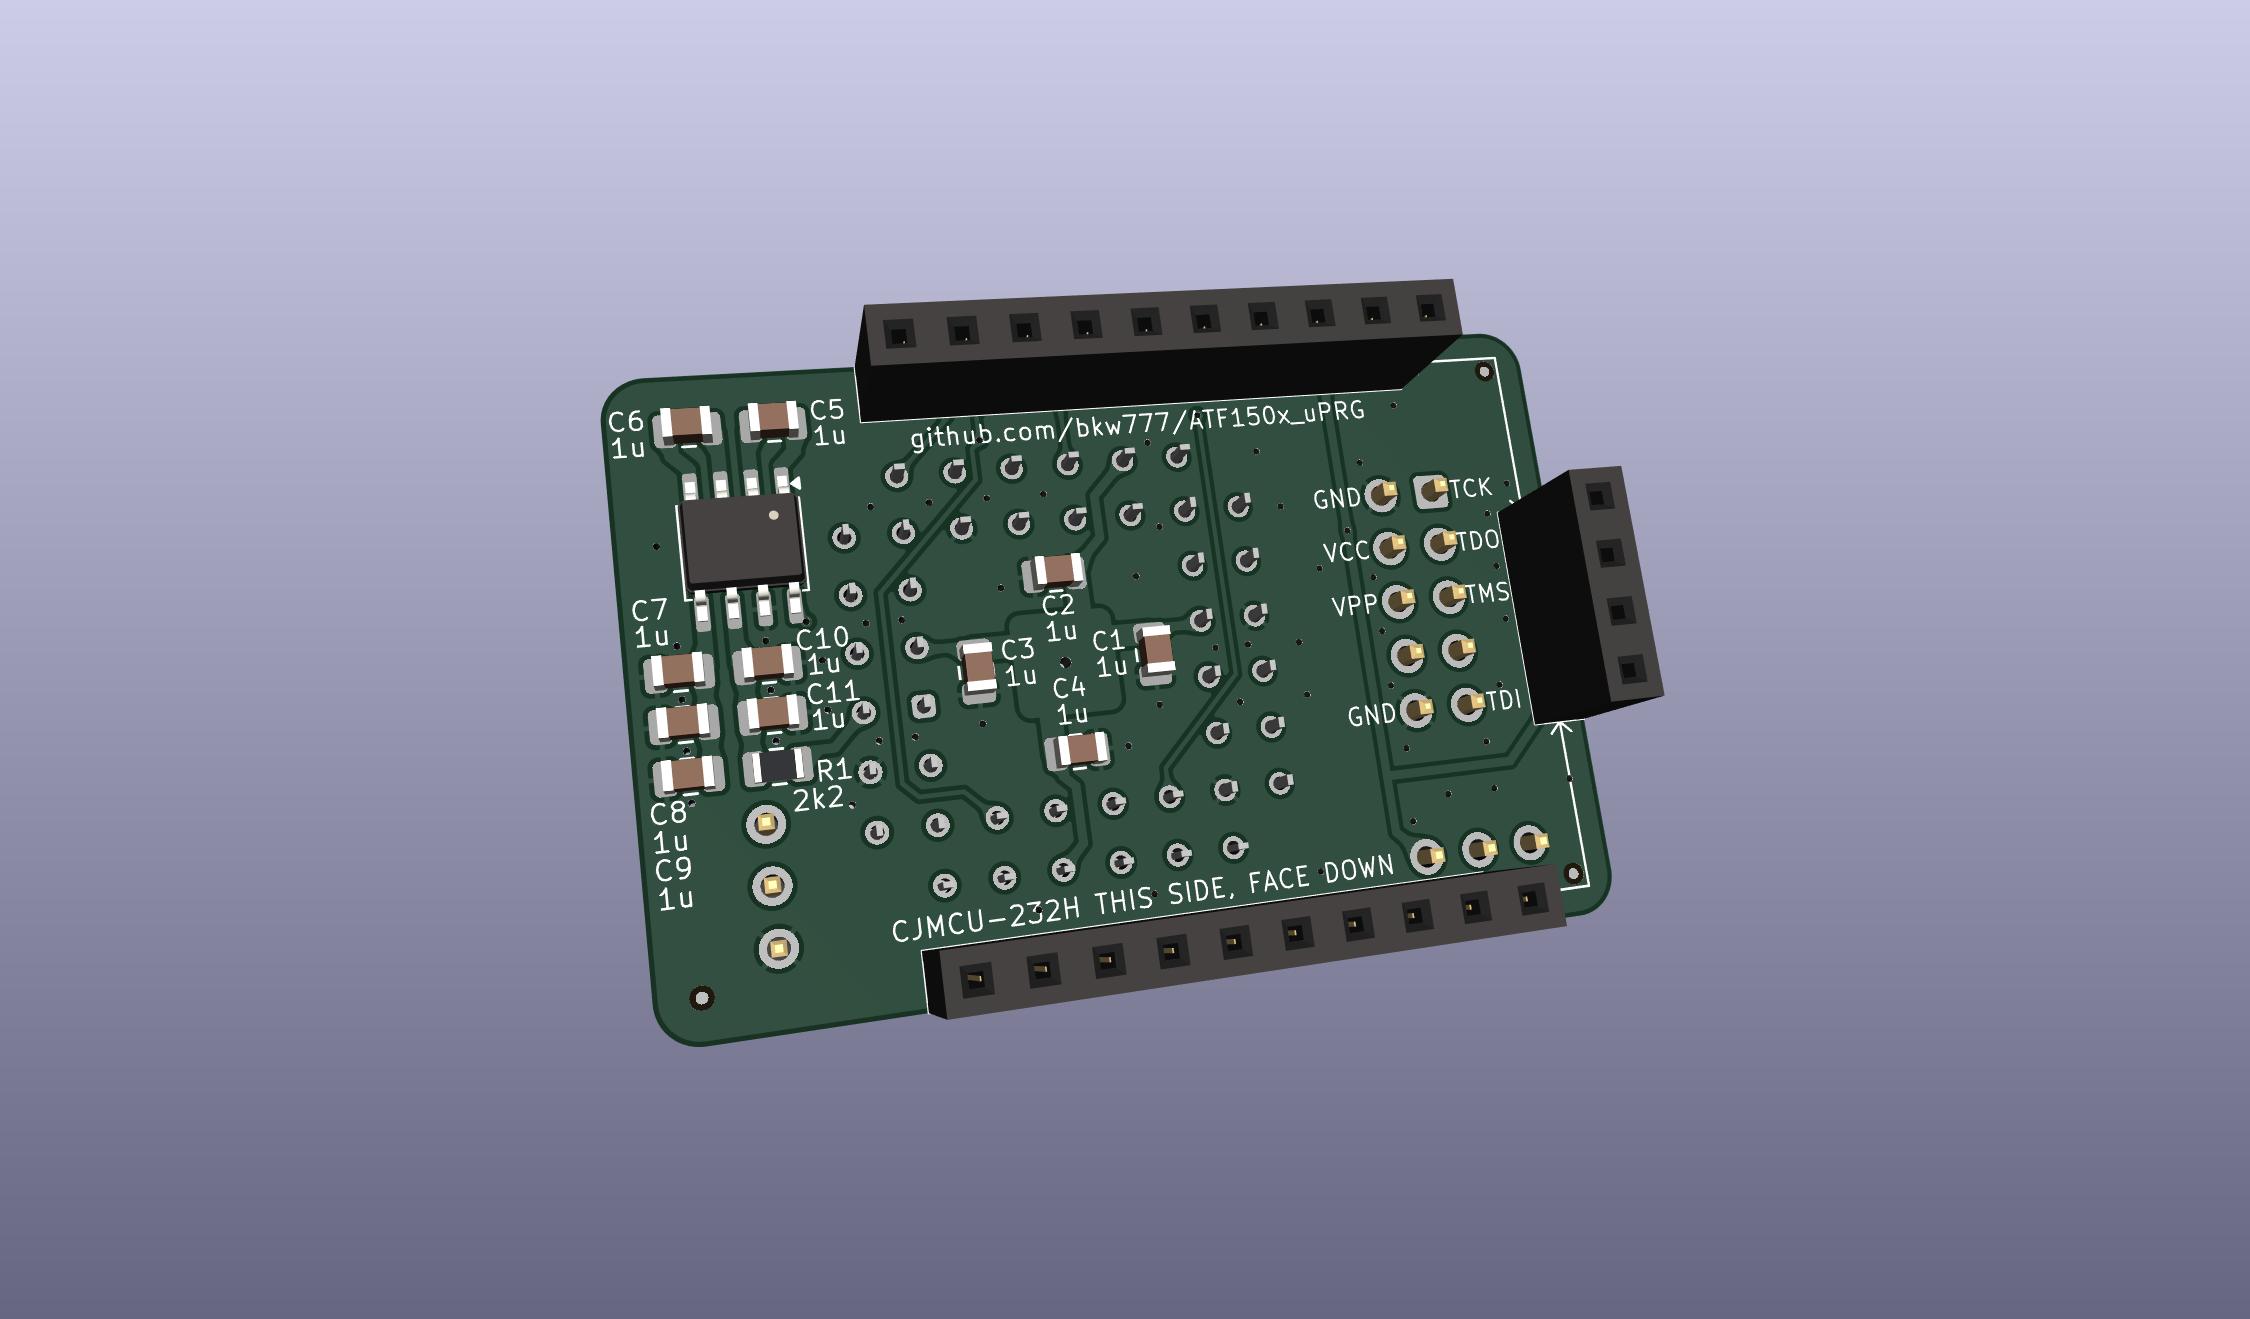 C6
1u
C5
1u
github.com/bkw777/ATF150x_uPRG
GND TCK
VCC TDO
VPP TMS
GND TDI
C7
1u
C10
1u
C11
1u
R1
2k2
C8
1u
C9
1u
C2
1u
C3
1u
C1
1u
C4
1u
CJMCU-232H THIS SIDE, FACE DOWN